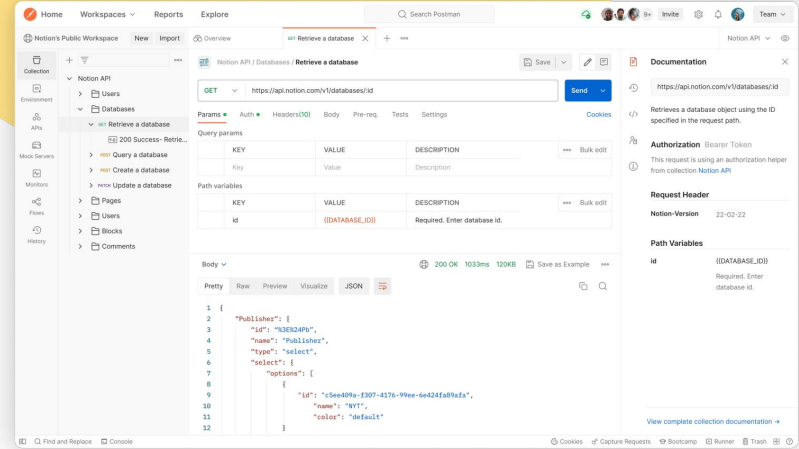 Home Workspaces Reports Explore Search Postman 9+ Invite Team
Notion's Public Workspace New Import Overview GET Retrieve a database Notion API
Collection
Environment
APIs
Mock Servers
Monitors
Flows
History
Notion API
Users
Databases
GET Retrieve a database
e.g. 200 Success- Retrie...
POST Query a database
POST Create a database
PATCH Update a database
Pages
Users
Blocks
Comments
Notion API / Databases / Retrieve a database Save
GET https://api.notion.com/v1/databases/:id Send
Params Auth Headers(10) Body Pre-req. Tests Settings Cookies
Query params
KEY VALUE DESCRIPTION Bulk edit
Key Value Description
Path variables
KEY VALUE DESCRIPTION Bulk edit
id {{DATABASE_ID}} Required. Enter database id.
Body 200 OK 1033ms 120KB Save as Example
Pretty Raw Preview Visualize JSON
1 {
2 "Publisher": {
3 "id": "%3E%24Pb",
4 "name": "Publisher",
5 "type": "select",
6 "select": {
7 "options": [
8 {
9 "id": "c5ee409a-f307-4176-99ee-6e424fa89afa",
10 "name": "NYT",
11 "color": "default"
12 }
Documentation
https://api.notion.com/v1/databases/:id
Retrieves a database object using the ID
specified in the request path.
Authorization Bearer Token
This request is using an authorization helper
from collection Notion API
Request Header
Notion-Version 22-02-22
Path Variables
id {{DATABASE_ID}}
Required. Enter
database id.
View complete collection documentation →
Find and Replace Console Cookies Capture Requests Bootcamp Runner Trash